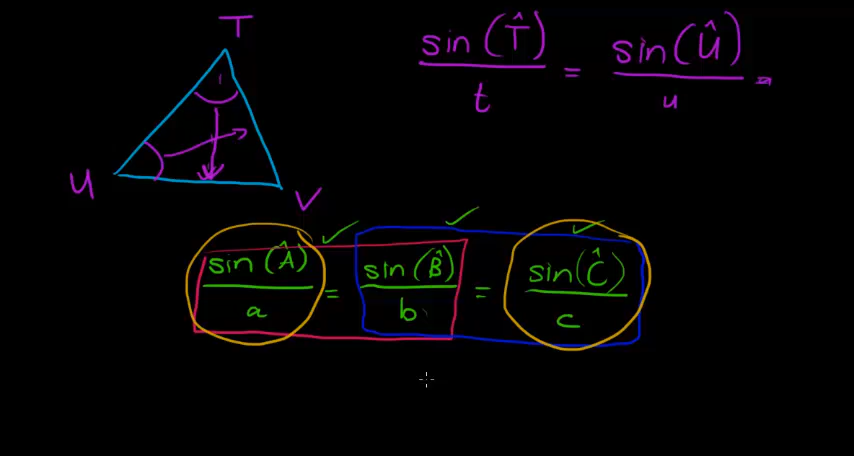 T
sin(T̂)/t = sin(Û)/u =
U
V
sin(Â)/a = sin(B̂)/b = sin(Ĉ)/c